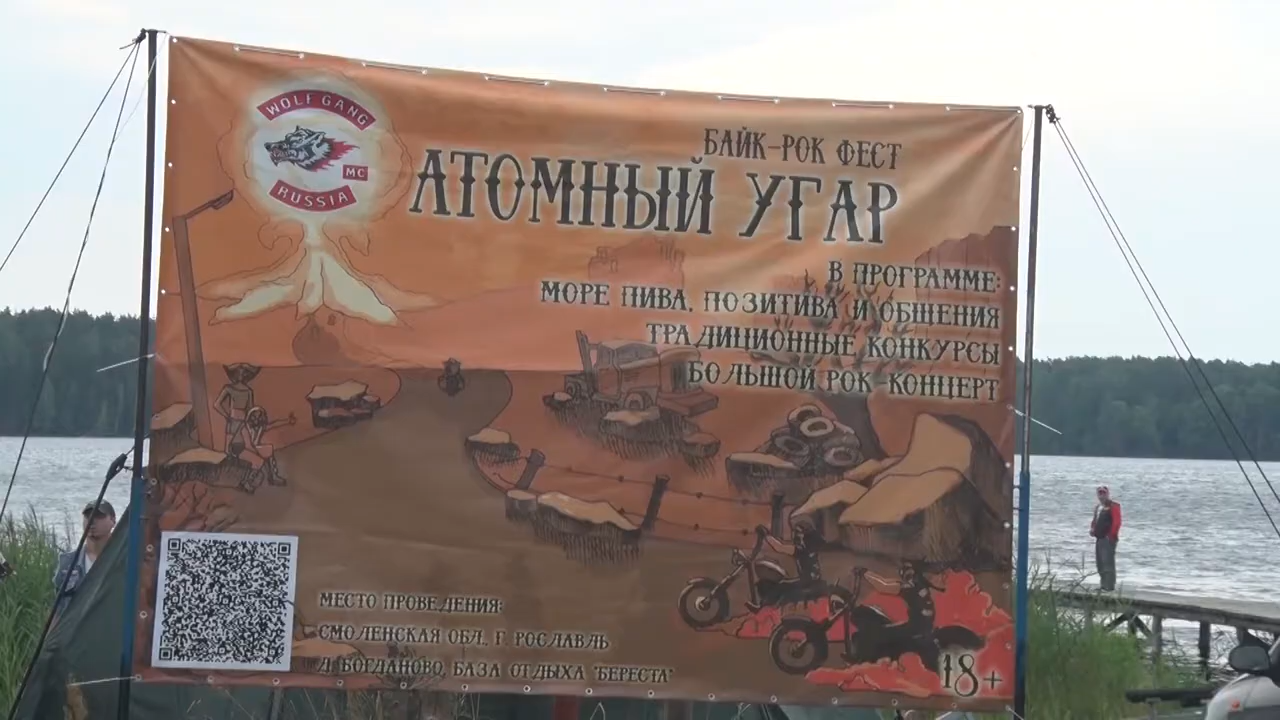 WOLF GANG
MC
RUSSIA
БАЙК-РОК ФЕСТ
АТОМНЫЙ УГАР
В ПРОГРАММЕ:
МОРЕ ПИВА, ПОЗИТИВА И ОБЩЕНИЯ
ТРАДИЦИОННЫЕ КОНКУРСЫ
БОЛЬШОЙ РОК-КОНЦЕРТ
МЕСТО ПРОВЕДЕНИЯ:
СМОЛЕНСКАЯ ОБЛ. Г. РОСЛАВЛЬ
Д. БОГДАНОВО, БАЗА ОТДЫХА "БЕРЕСТА"
18+